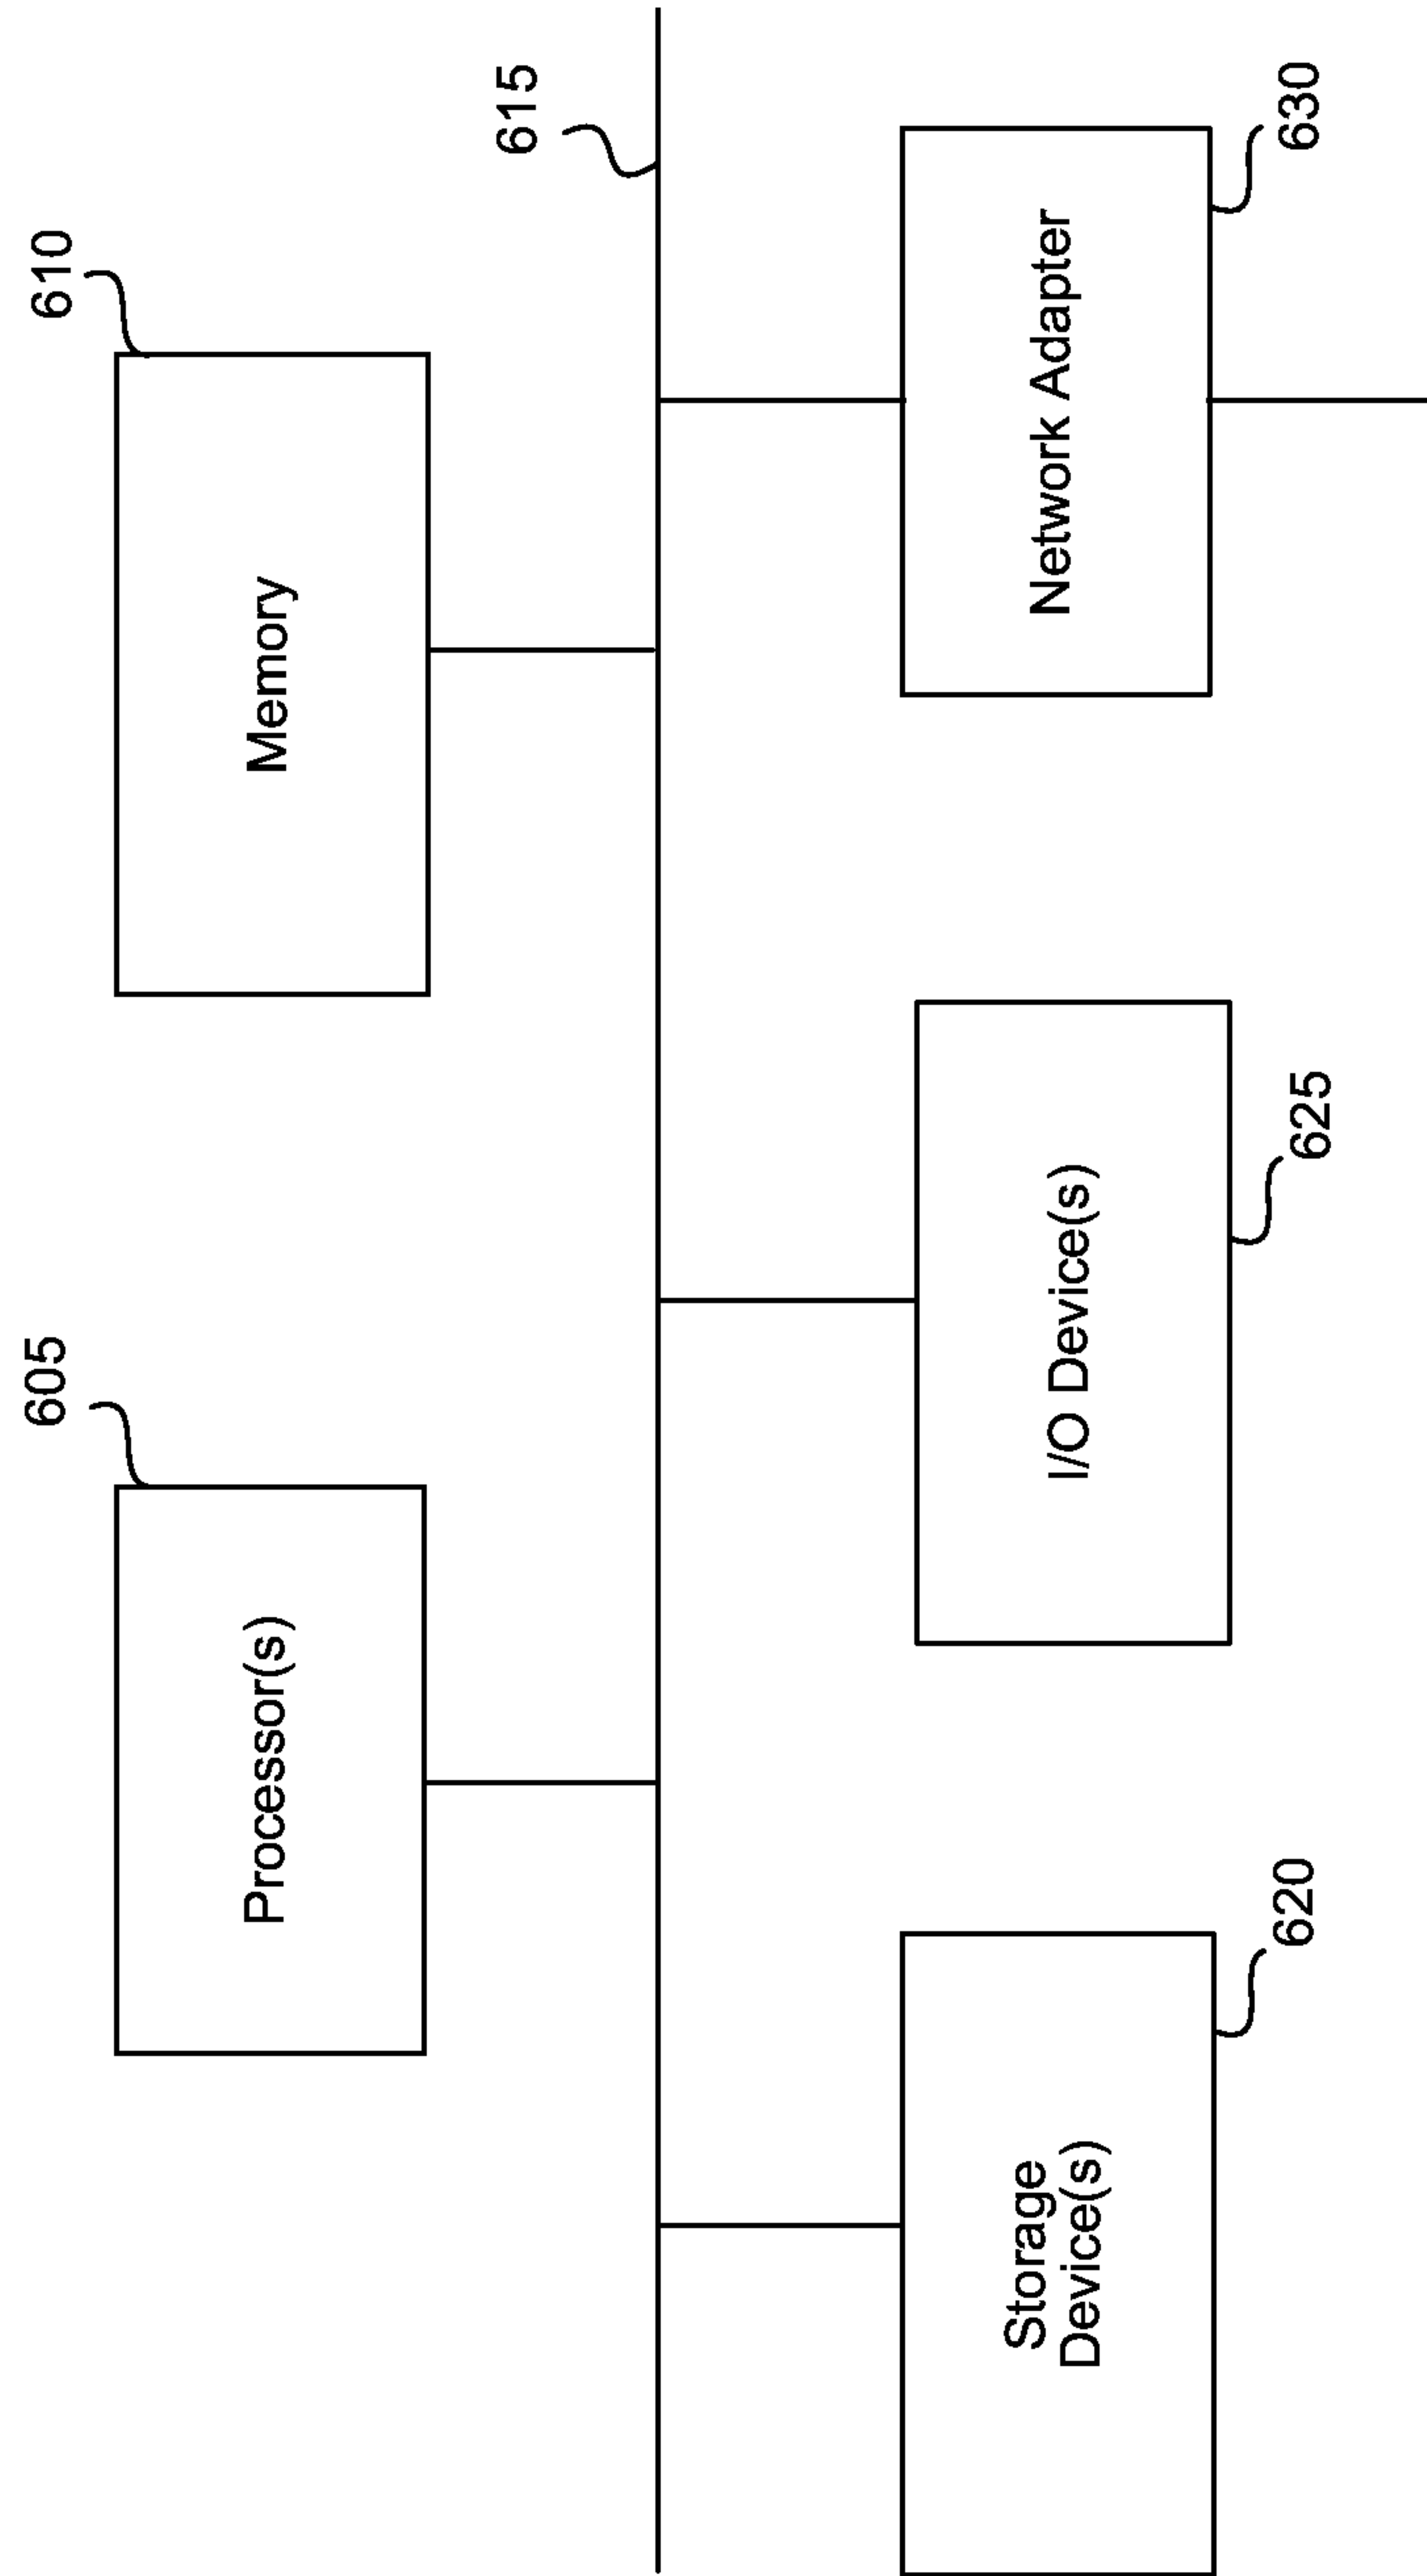 605
610
Processor(s)
Memory
615
Storage
Device(s)
I/O Device(s)
Network Adapter
620
625
630